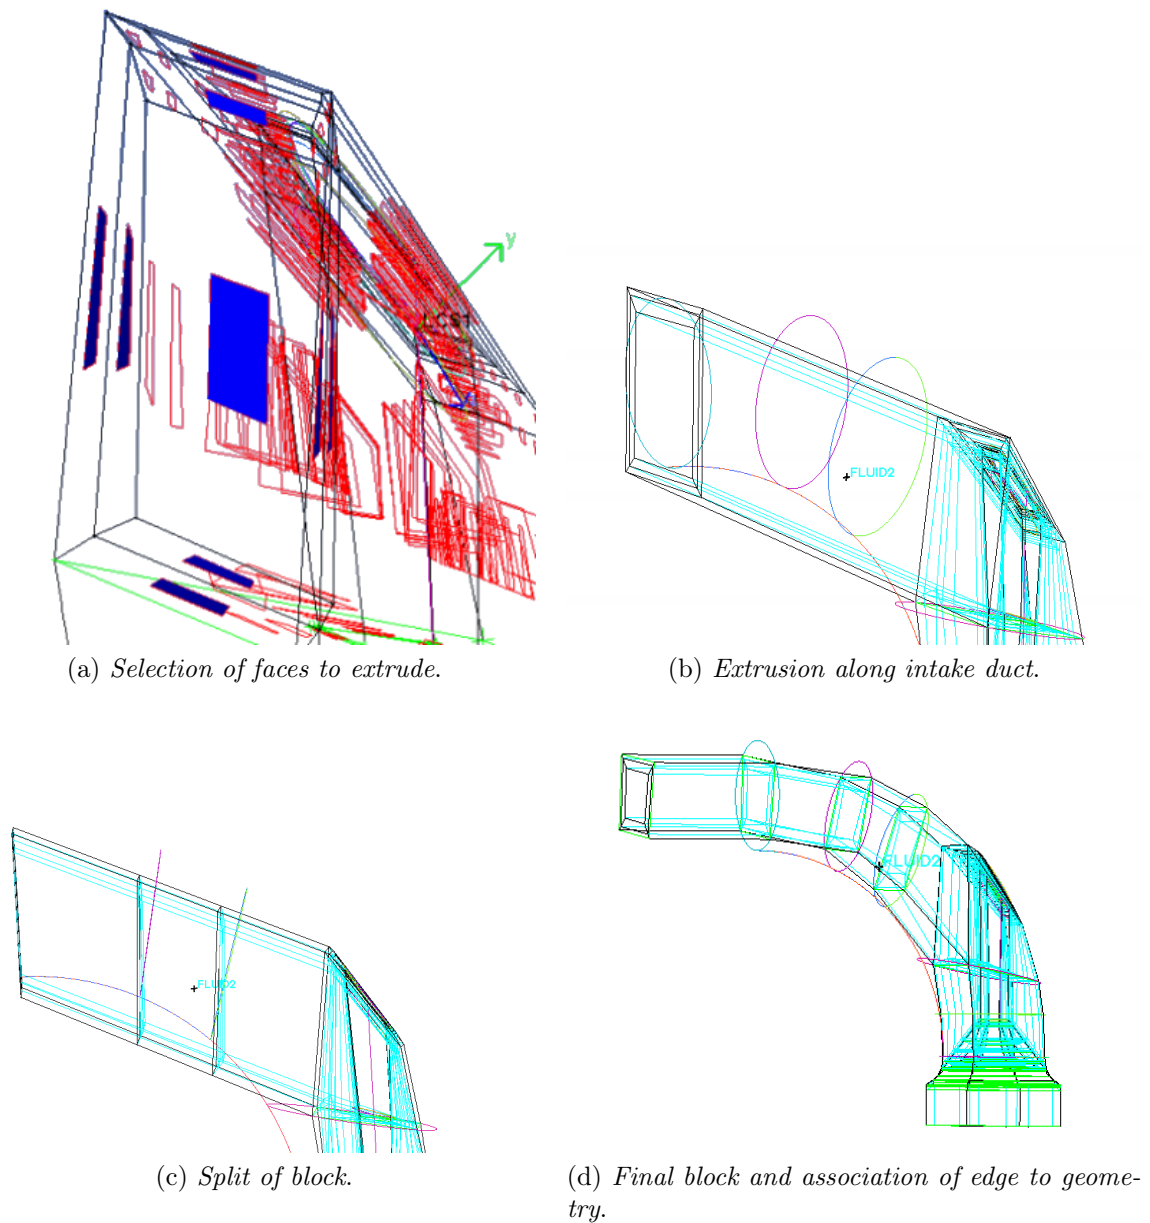 y
LCS1
(a) Selection of faces to extrude.
FLUID2
(b) Extrusion along intake duct.
FLUID2
(c) Split of block.
FLUID2
(d) Final block and association of edge to geome-
try.